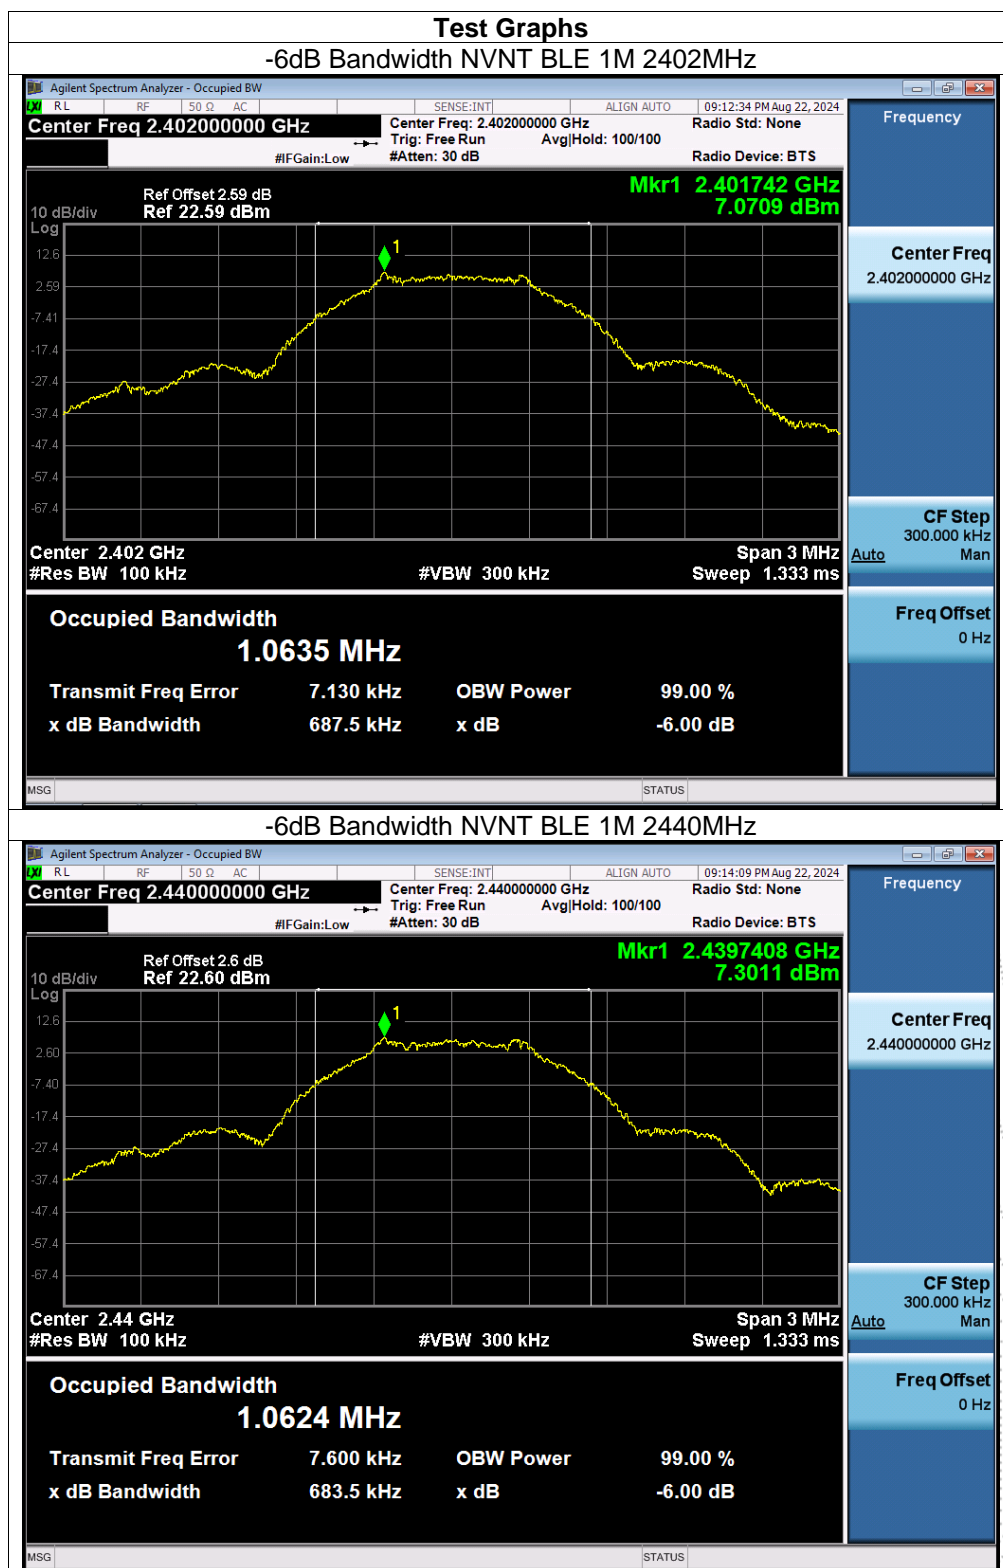 Test Graphs
-6dB Bandwidth NVNT BLE 1M 2402MHz
Agilent Spectrum Analyzer - Occupied BW
LXI RL RF 50 Ω AC SENSE:INT ALIGN AUTO 09:12:34 PM Aug 22, 2024
Center Freq 2.402000000 GHz
Center Freq: 2.402000000 GHz Radio Std: None
Trig: Free Run Avg|Hold: 100/100
#IFGain:Low #Atten: 30 dB Radio Device: BTS
Frequency
Mkr1 2.401742 GHz
7.0709 dBm
Ref Offset 2.59 dB
10 dB/div Ref 22.59 dBm
Log
12.6
2.59
-7.41
-17.4
-27.4
-37.4
-47.4
-57.4
-67.4
1
Center Freq
2.402000000 GHz
CF Step
300.000 kHz
Auto Man
Freq Offset
0 Hz
Center 2.402 GHz Span 3 MHz
#Res BW 100 kHz #VBW 300 kHz Sweep 1.333 ms
Occupied Bandwidth
1.0635 MHz
Transmit Freq Error 7.130 kHz OBW Power 99.00 %
x dB Bandwidth 687.5 kHz x dB -6.00 dB
MSG STATUS
-6dB Bandwidth NVNT BLE 1M 2440MHz
Agilent Spectrum Analyzer - Occupied BW
LXI RL RF 50 Ω AC SENSE:INT ALIGN AUTO 09:14:09 PM Aug 22, 2024
Center Freq 2.440000000 GHz
Center Freq: 2.440000000 GHz Radio Std: None
Trig: Free Run Avg|Hold: 100/100
#IFGain:Low #Atten: 30 dB Radio Device: BTS
Frequency
Mkr1 2.4397408 GHz
7.3011 dBm
Ref Offset 2.6 dB
10 dB/div Ref 22.60 dBm
Log
12.6
2.60
-7.40
-17.4
-27.4
-37.4
-47.4
-57.4
-67.4
1
Center Freq
2.440000000 GHz
CF Step
300.000 kHz
Auto Man
Freq Offset
0 Hz
Center 2.44 GHz Span 3 MHz
#Res BW 100 kHz #VBW 300 kHz Sweep 1.333 ms
Occupied Bandwidth
1.0624 MHz
Transmit Freq Error 7.600 kHz OBW Power 99.00 %
x dB Bandwidth 683.5 kHz x dB -6.00 dB
MSG STATUS